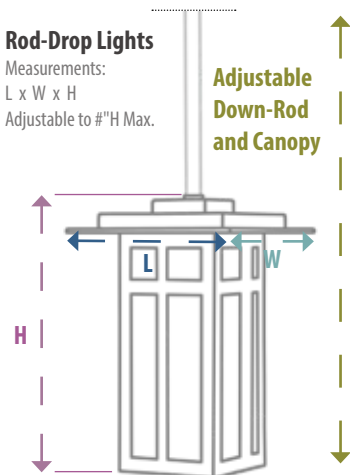 Rod-Drop Lights
Measurements:
L x W x H
Adjustable to #"H Max.
Adjustable
Down-Rod
and Canopy
L
W
H